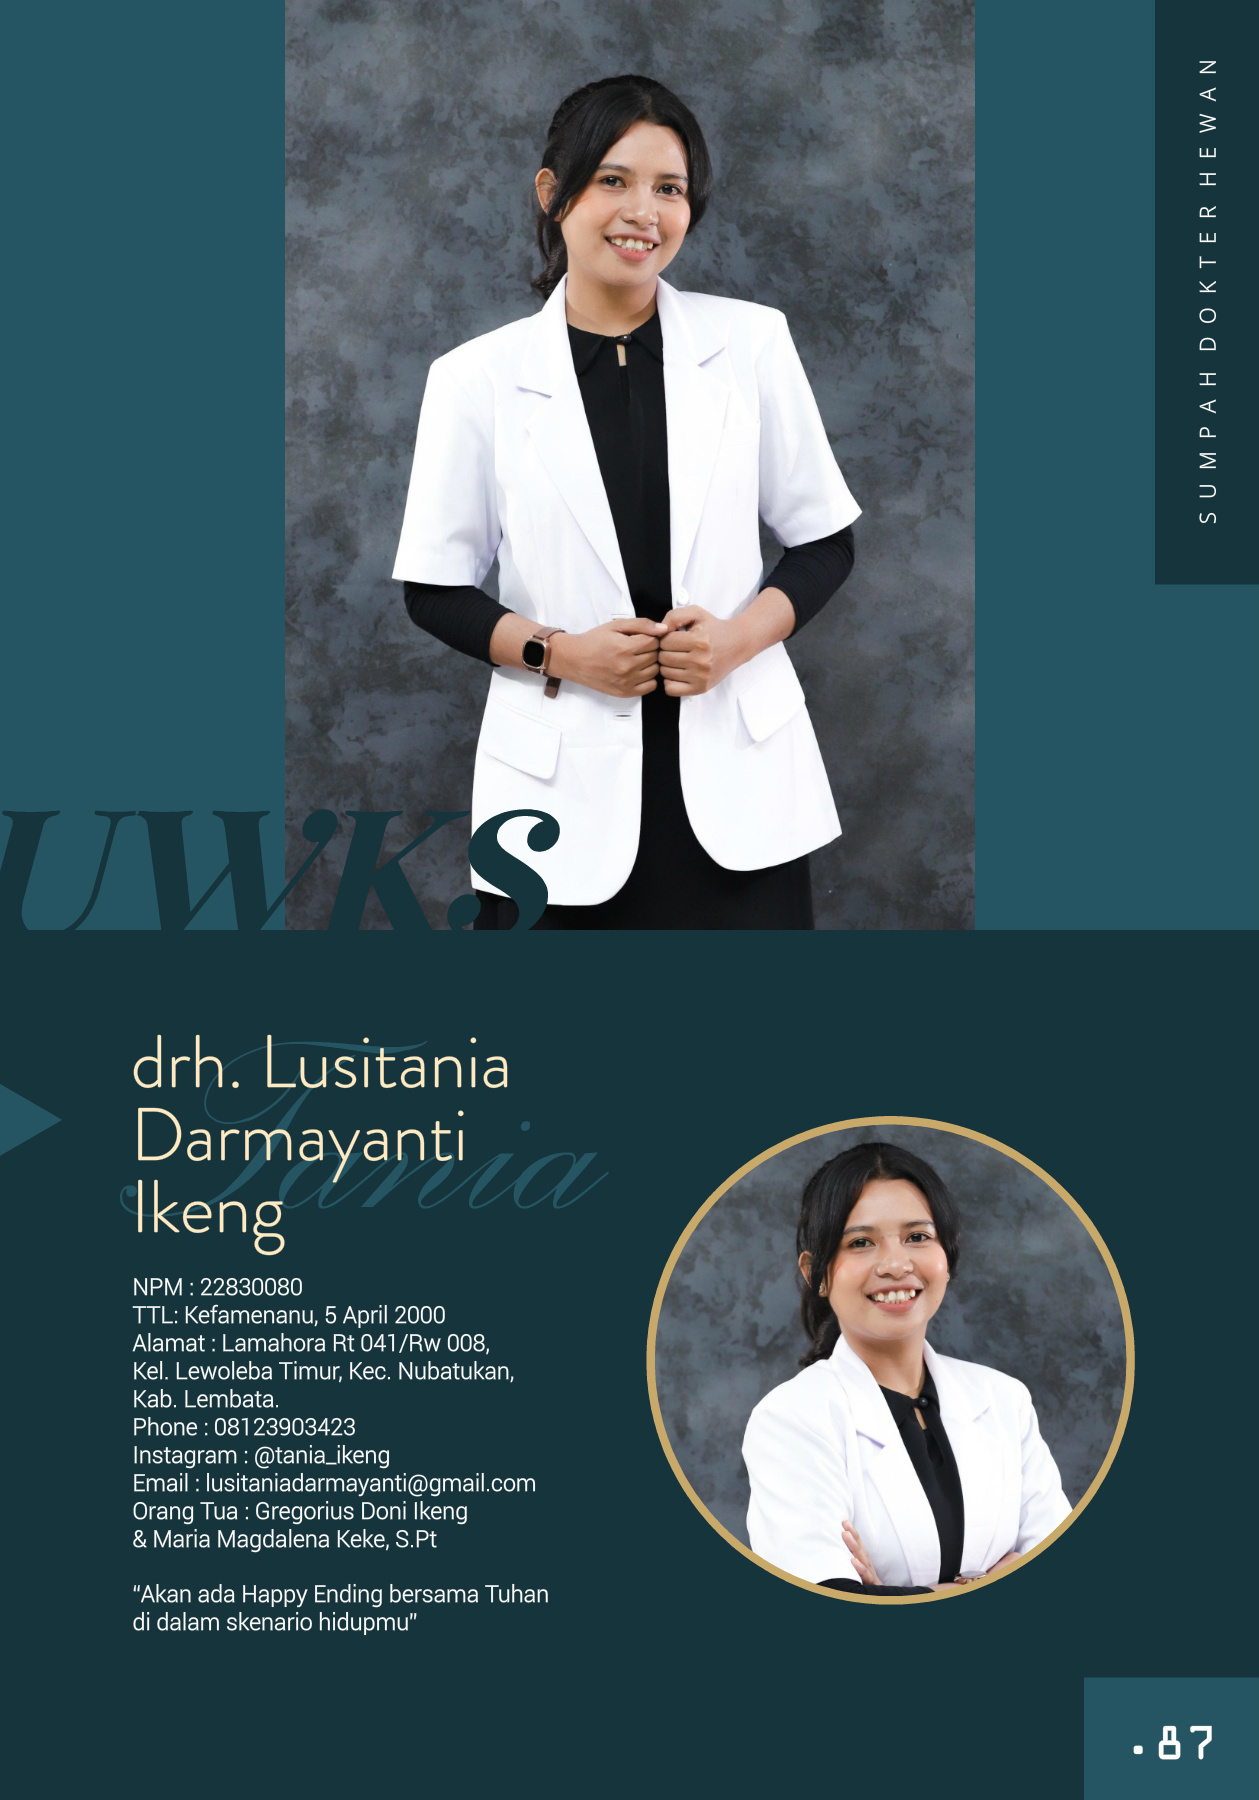 SUMPAH DOKTER HEWAN
UWKS
drh. Lusitania
Darmayanti
Ikeng
Tania
NPM : 22830080
TTL: Kefamenanu, 5 April 2000
Alamat : Lamahora Rt 041/Rw 008,
Kel. Lewoleba Timur, Kec. Nubatukan,
Kab. Lembata.
Phone : 08123903423
Instagram : @tania_ikeng
Email : lusitaniadarmayanti@gmail.com
Orang Tua : Gregorius Doni Ikeng
& Maria Magdalena Keke, S.Pt
“Akan ada Happy Ending bersama Tuhan
di dalam skenario hidupmu”
.87